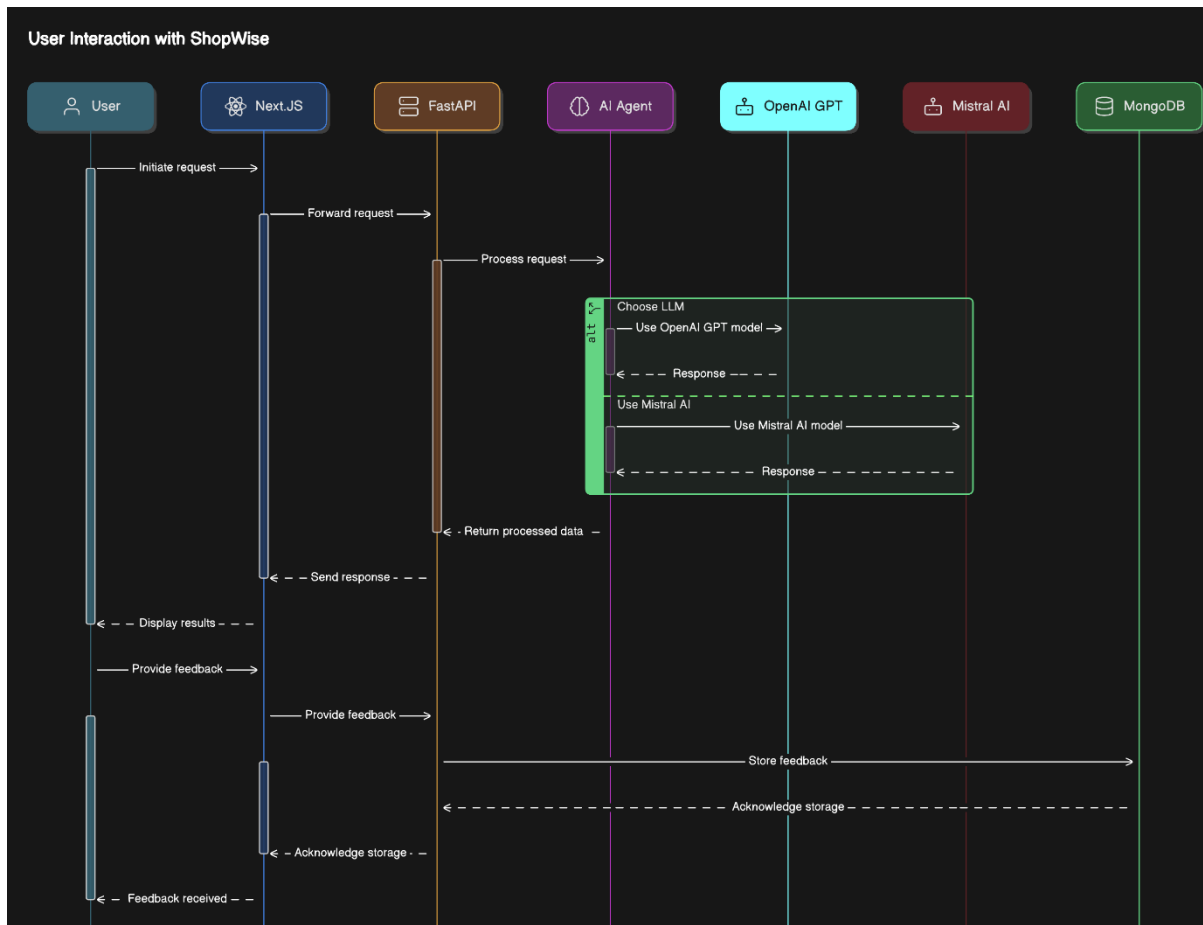 User Interaction with ShopWise
User
Next.JS
FastAPI
AI Agent
OpenAI GPT
Mistral AI
MongoDB
Initiate request
Forward request
Process request
alt
Choose LLM
Use OpenAI GPT model
Response
Use Mistral AI
Use Mistral AI model
Response
Return processed data
Send response
Display results
Provide feedback
Provide feedback
Store feedback
Acknowledge storage
Acknowledge storage
Feedback received